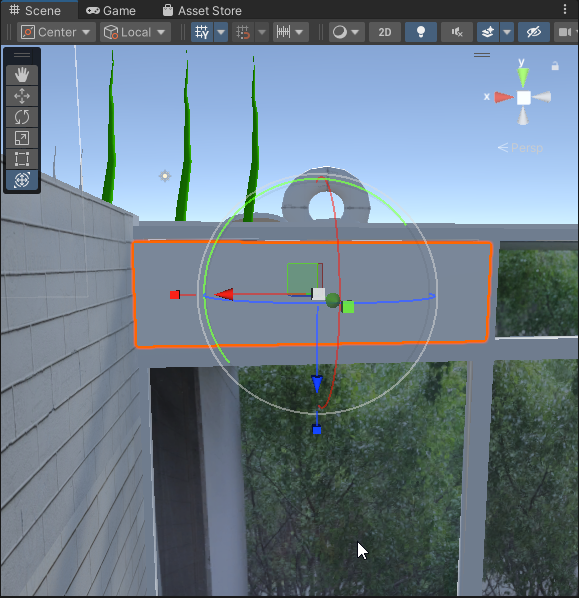 Scene Game Asset Store
Center Local 2D
y
x
Persp